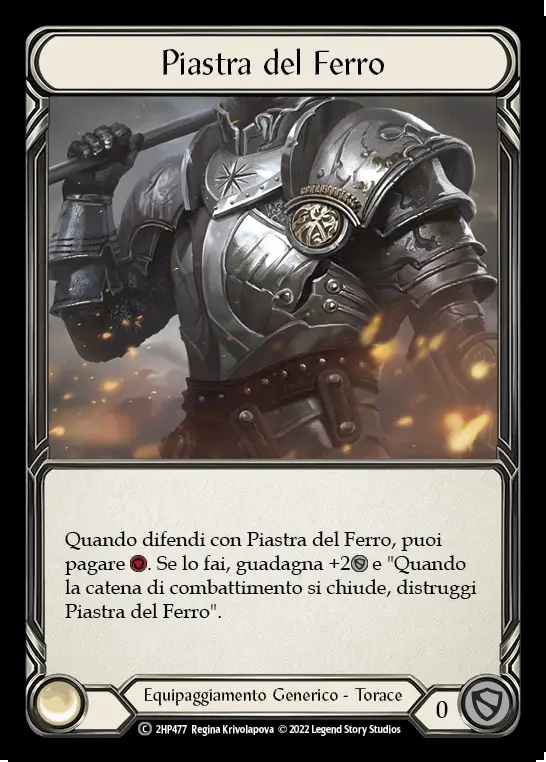 Piastra del Ferro
Quando difendi con Piastra del Ferro, puoi
pagare . Se lo fai, guadagna +2 e "Quando
la catena di combattimento si chiude, distruggi
Piastra del Ferro".
Equipaggiamento Generico - Torace
0
C 2HP477 Regina Krivolapova © 2022 Legend Story Studios